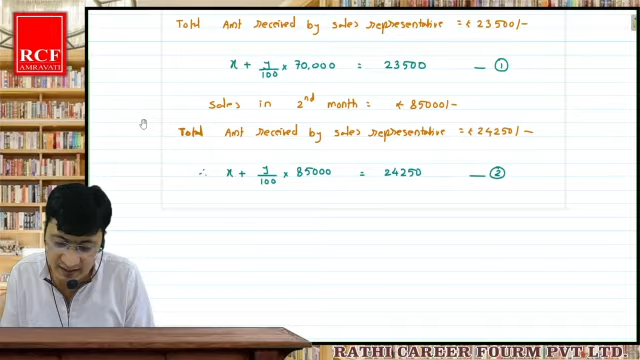 RCF
AMRAVATI
Total Amt received by sales representative = ₹ 23500/-
x + y/100 × 70,000 = 23500 — ①
Sales in 2nd month = ₹ 85000/-
Total Amt received by sales representative = ₹ 24250/-
∴ x + y/100 × 85000 = 24250 — ②
RATHI CAREER FOURM PVT LTD